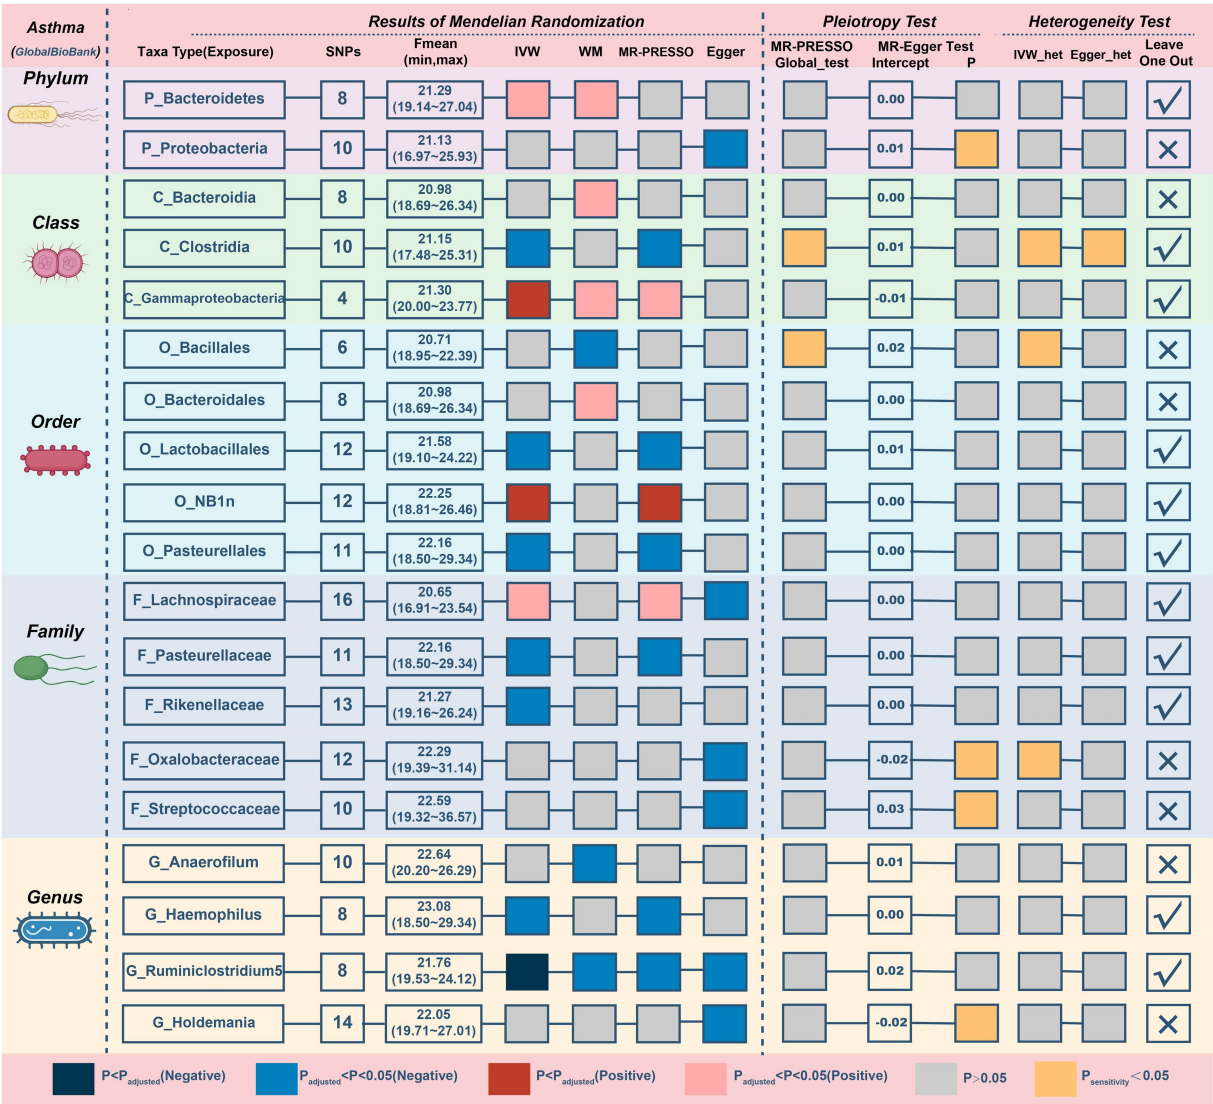 Asthma
(GlobalBioBank)
Results of Mendelian Randomization
Pleiotropy Test
Heterogeneity Test
Taxa Type(Exposure)
SNPs
Fmean
(min,max)
IVW
WM
MR-PRESSO
Egger
MR-PRESSO
Global_test
MR-Egger Test
Intercept
P
IVW_het
Egger_het
Leave
One Out
Phylum
P_Bacteroidetes
8
21.29
(19.14~27.04)
0.00
P_Proteobacteria
10
21.13
(16.97~25.93)
0.01
Class
C_Bacteroidia
8
20.98
(18.69~26.34)
0.00
C_Clostridia
10
21.15
(17.48~25.31)
0.01
C_Gammaproteobacteria
4
21.30
(20.00~23.77)
-0.01
Order
O_Bacillales
6
20.71
(18.95~22.39)
0.02
O_Bacteroidales
8
20.98
(18.69~26.34)
0.00
O_Lactobacillales
12
21.58
(19.10~24.22)
0.01
O_NB1n
12
22.25
(18.81~26.46)
0.00
O_Pasteurellales
11
22.16
(18.50~29.34)
0.00
Family
F_Lachnospiraceae
16
20.65
(16.91~23.54)
0.00
F_Pasteurellaceae
11
22.16
(18.50~29.34)
0.00
F_Rikenellaceae
13
21.27
(19.16~26.24)
0.00
F_Oxalobacteraceae
12
22.29
(19.39~31.14)
-0.02
F_Streptococcaceae
10
22.59
(19.32~36.57)
0.03
Genus
G_Anaerofilum
10
22.64
(20.20~26.29)
0.01
G_Haemophilus
8
23.08
(18.50~29.34)
0.00
G_Ruminiclostridium5
8
21.76
(19.53~24.12)
0.02
G_Holdemania
14
22.05
(19.71~27.01)
-0.02
P<Padjusted(Negative)
Padjusted<P<0.05(Negative)
P<Padjusted(Positive)
Padjusted<P<0.05(Positive)
P>0.05
Psensitivity<0.05